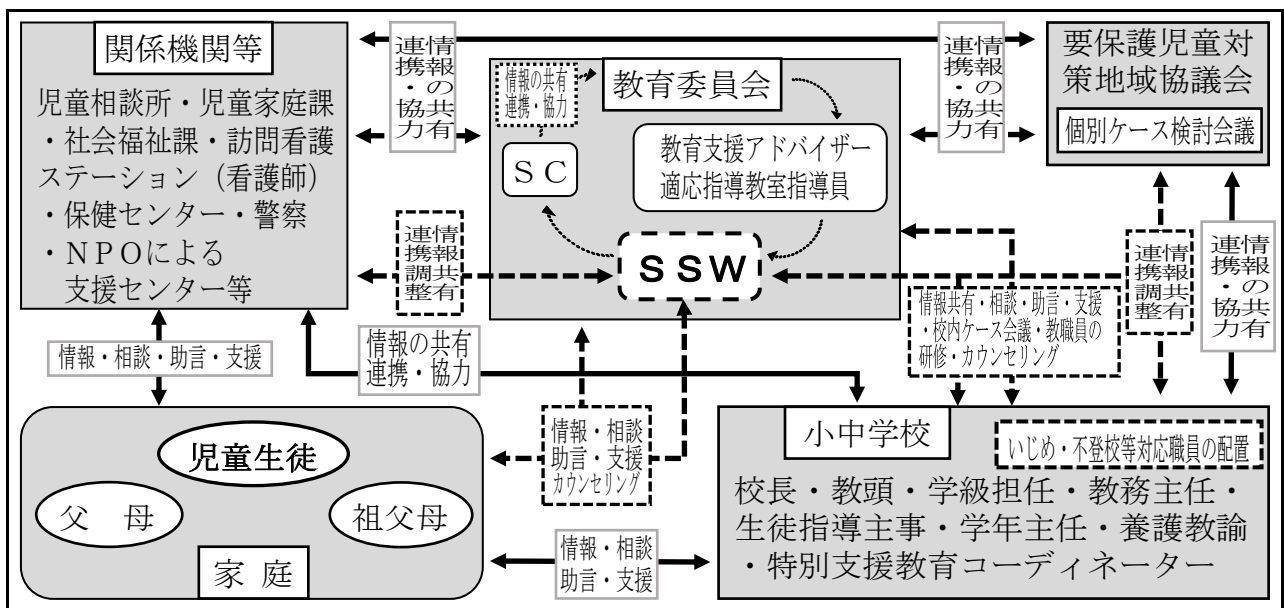 関係機関等
児童相談所・児童家庭課
・社会福祉課・訪問看護
ステーション(看護師)
・保健センター・警察
・NPOによる
支援センター等
情報の共有
連携・協力
情報の共有
連携・協力
教育委員会
SC
教育支援アドバイザー
適応指導教室指導員
SSW
情報の共有
連携・協力
要保護児童対
策地域協議会
個別ケース検討会議
情報共有
連携調整
情報共有・相談・助言・支援
・校内ケース会議・教職員の
研修・カウンセリング
情報共有
連携調整
情報の共有
連携・協力
情報・相談・助言・支援
情報の共有
連携・協力
児童生徒
父 母
祖父母
家庭
情報・相談
助言・支援
カウンセリング
情報・相談
助言・支援
小中学校
いじめ・不登校等対応職員の配置
校長・教頭・学級担任・教務主任・
生徒指導主事・学年主任・養護教諭
・特別支援教育コーディネーター